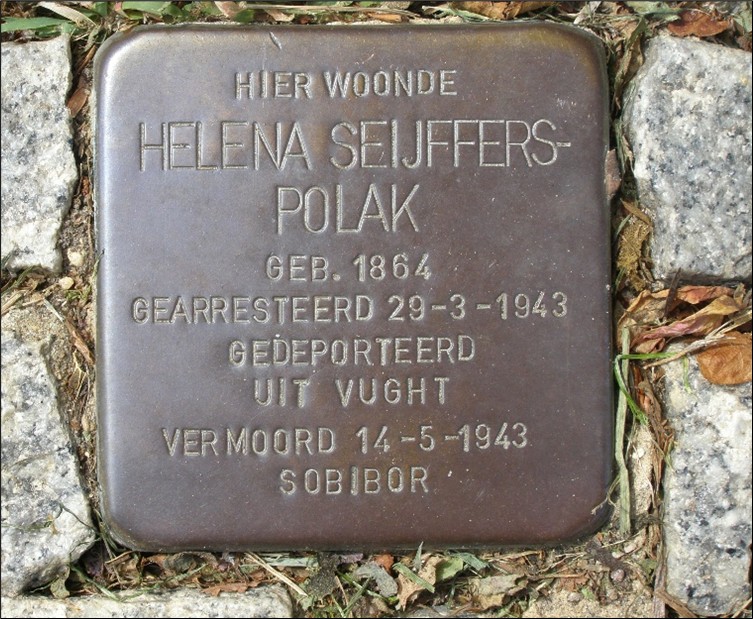 HIER WOONDE
HELENA SEIJFFERS-
POLAK
GEB. 1864
GEARRESTEERD 29-3-1943
GEDEPORTEERD
UIT VUGHT
VERMOORD 14-5-1943
SOBIBOR